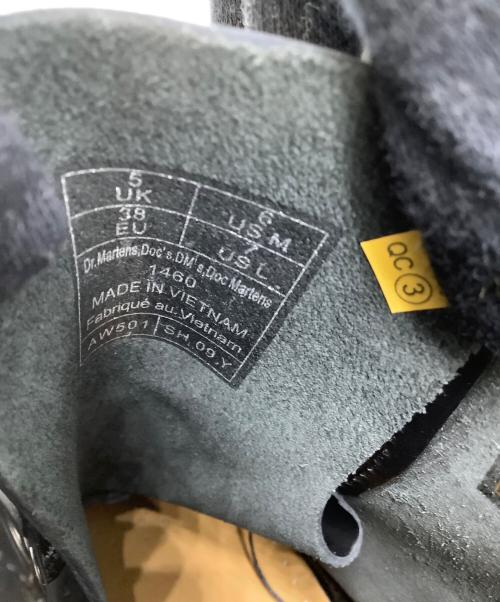 5
UK
6
US M
38
EU
7
US L
Dr.Martens,Doc's,DM's,Doc Martens
1460
MADE IN VIETNAM
Fabriqué au:Vietnam
AW501 SH.09.Y
QC 3